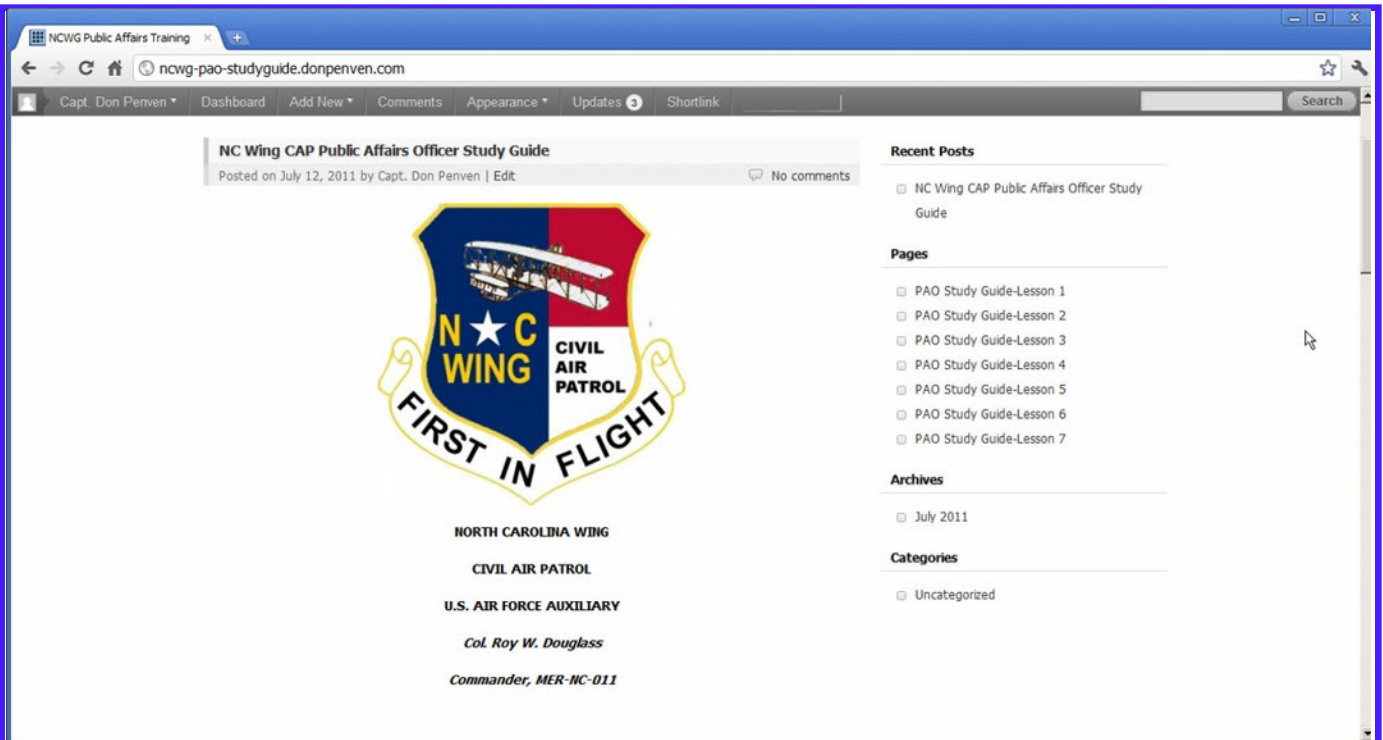 NCWG Public Affairs Training
ncwg-pao-studyguide.donpenven.com
Capt. Don Penven Dashboard Add New Comments Appearance Updates 3 Shortlink Search
NC Wing CAP Public Affairs Officer Study Guide
Posted on July 12, 2011 by Capt. Don Penven | Edit No comments
N C
WING
CIVIL
AIR
PATROL
FIRST IN FLIGHT
NORTH CAROLINA WING
CIVIL AIR PATROL
U.S. AIR FORCE AUXILIARY
Col. Roy W. Douglass
Commander, MER-NC-011
Recent Posts
NC Wing CAP Public Affairs Officer Study
Guide
Pages
PAO Study Guide-Lesson 1
PAO Study Guide-Lesson 2
PAO Study Guide-Lesson 3
PAO Study Guide-Lesson 4
PAO Study Guide-Lesson 5
PAO Study Guide-Lesson 6
PAO Study Guide-Lesson 7
Archives
July 2011
Categories
Uncategorized